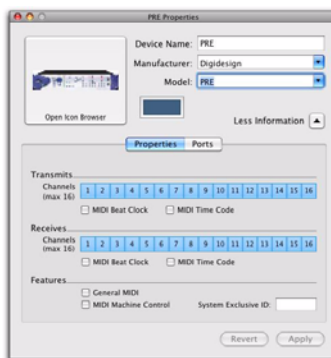 PRE Properties
Device Name: PRE
Manufacturer: Digidesign
Model: PRE
Open Icon Browser
Less Information
Properties Ports
Transmits
Channels (max 16) 1 2 3 4 5 6 7 8 9 10 11 12 13 14 15 16
MIDI Beat Clock MIDI Time Code
Receives
Channels (max 16) 1 2 3 4 5 6 7 8 9 10 11 12 13 14 15 16
MIDI Beat Clock MIDI Time Code
Features
General MIDI
MIDI Machine Control System Exclusive ID:
Revert Apply